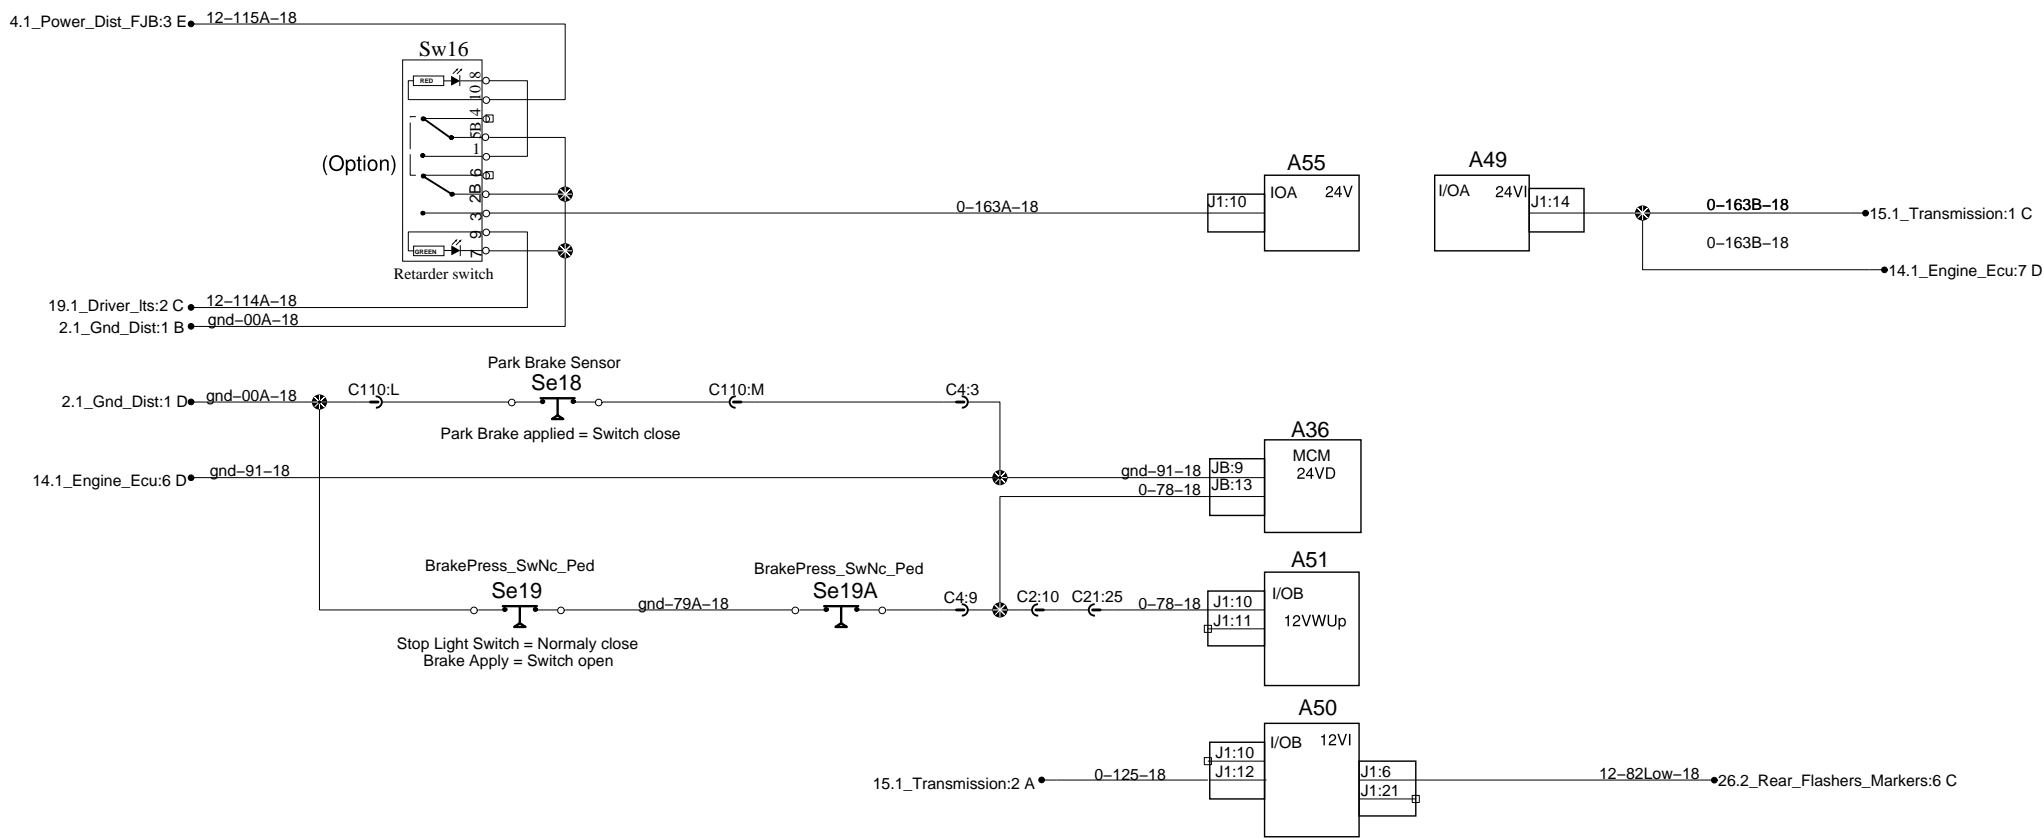 4.1_Power_Dist_FJB:3 E 12-115A-18
Sw16
RED
8
10
4
5B
1
6
2B
3
9
7
GREEN
(Option)
Retarder switch
0-163A-18
A55
J1:10
IOA 24V
A49
I/OA 24VI
J1:14
0-163B-18
15.1_Transmission:1 C
0-163B-18
14.1_Engine_Ecu:7 D
19.1_Driver_lts:2 C 12-114A-18
2.1_Gnd_Dist:1 B gnd-00A-18
Park Brake Sensor
Se18
2.1_Gnd_Dist:1 D gnd-00A-18 C110:L C110:M C4:3
Park Brake applied = Switch close
A36
MCM
24VD
14.1_Engine_Ecu:6 D gnd-91-18 gnd-91-18 JB:9
0-78-18 JB:13
BrakePress_SwNc_Ped
Se19
BrakePress_SwNc_Ped
Se19A
gnd-79A-18
C4:9 C2:10 C21:25 0-78-18
Stop Light Switch = Normaly close
Brake Apply = Switch open
A51
I/OB
12VWUp
J1:10
J1:11
A50
I/OB 12VI
J1:10
J1:12
15.1_Transmission:2 A 0-125-18
J1:6
J1:21
12-82Low-18 26.2_Rear_Flashers_Markers:6 C